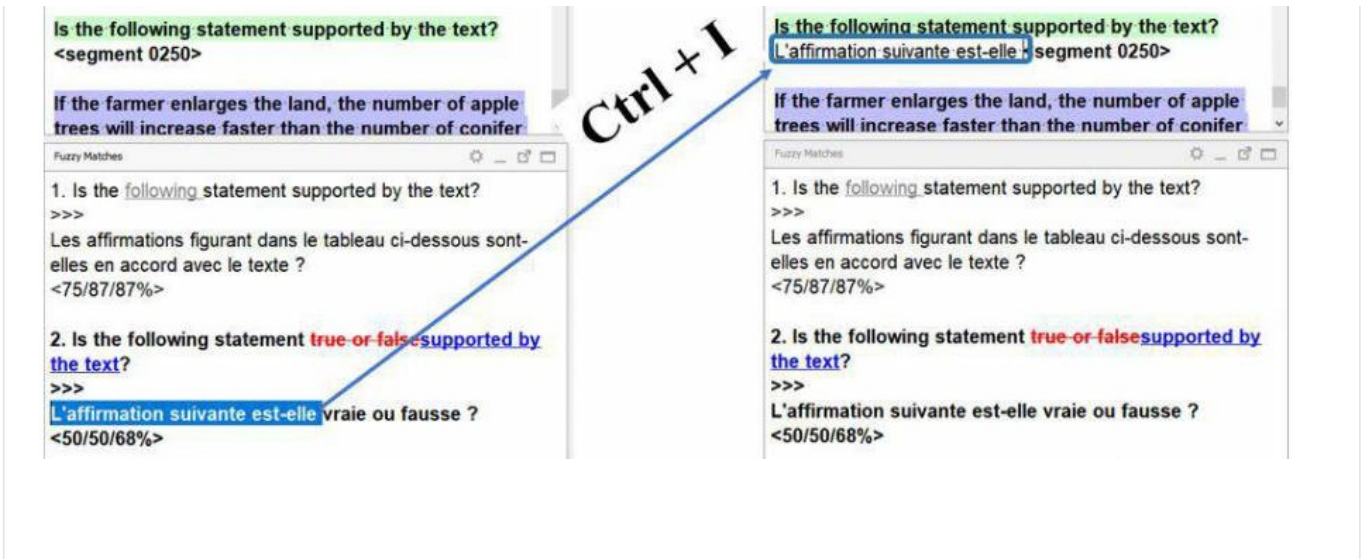 Is the following statement supported by the text?
<segment 0250>
If the farmer enlarges the land, the number of apple
trees will increase faster than the number of conifer
Fuzzy Matches
1. Is the following statement supported by the text?
>>>
Les affirmations figurant dans le tableau ci-dessous sont-
elles en accord avec le texte ?
<75/87/87%>
2. Is the following statement true or falsesupported by
the text?
>>>
L'affirmation suivante est-elle vraie ou fausse ?
<50/50/68%>
Ctrl + I
Is the following statement supported by the text?
L'affirmation suivante est-elle segment 0250>
If the farmer enlarges the land, the number of apple
trees will increase faster than the number of conifer
Fuzzy Matches
1. Is the following statement supported by the text?
>>>
Les affirmations figurant dans le tableau ci-dessous sont-
elles en accord avec le texte ?
<75/87/87%>
2. Is the following statement true or falsesupported by
the text?
>>>
L'affirmation suivante est-elle vraie ou fausse ?
<50/50/68%>